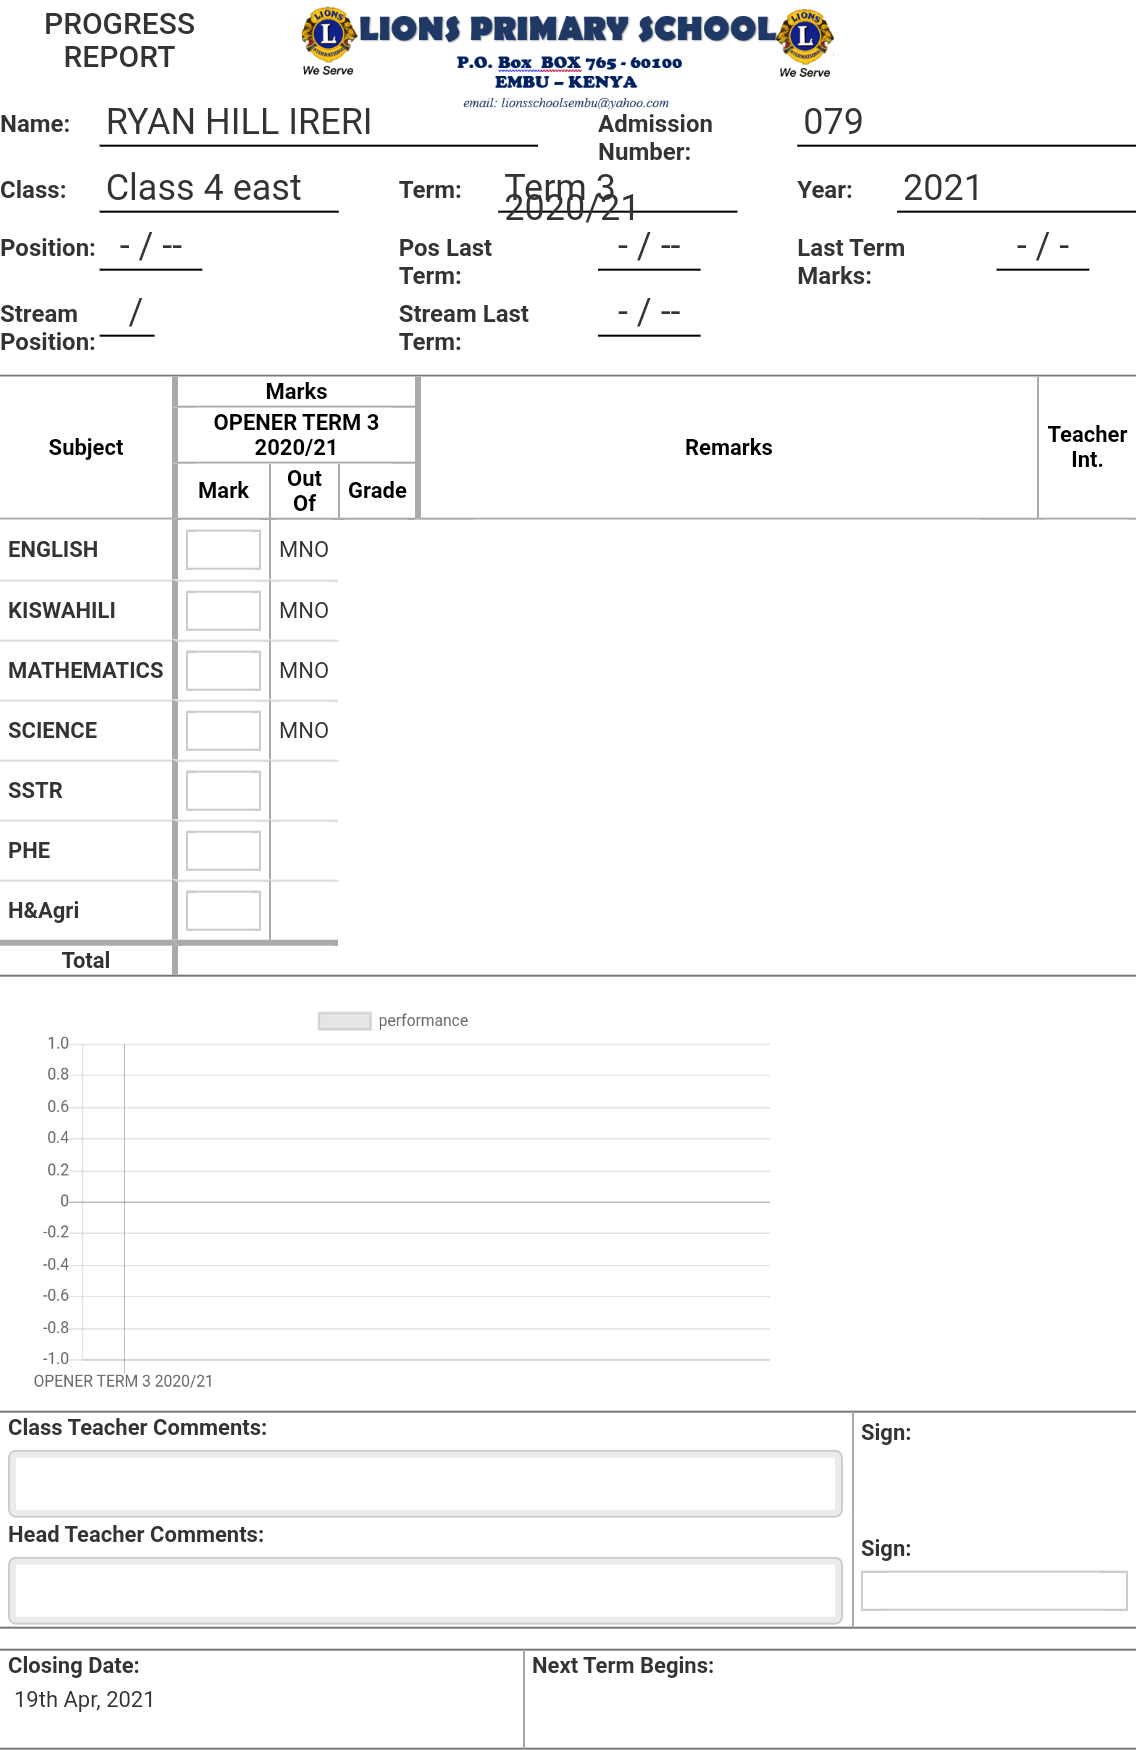 PROGRESS
REPORT
LIONS PRIMARY SCHOOL
We Serve
We Serve
P.O. Box BOX 765 - 60100
EMBU – KENYA
email: lionsschoolsembu@yahoo.com
Name: RYAN HILL IRERI Admission Number: 079
Class: Class 4 east Term: Term 3 2020/21 Year: 2021
Position: - / -- Pos Last Term: - / -- Last Term Marks: - / -
Stream Position: / Stream Last Term: - / --
Subject Marks Remarks Teacher Int.
OPENER TERM 3
2020/21
Mark Out Of Grade
ENGLISH MNO
KISWAHILI MNO
MATHEMATICS MNO
SCIENCE MNO
SSTR
PHE
H&Agri
Total
performance
1.0
0.8
0.6
0.4
0.2
0
-0.2
-0.4
-0.6
-0.8
-1.0
OPENER TERM 3 2020/21
Class Teacher Comments: Sign:
Head Teacher Comments: Sign:
Closing Date: Next Term Begins:
19th Apr, 2021